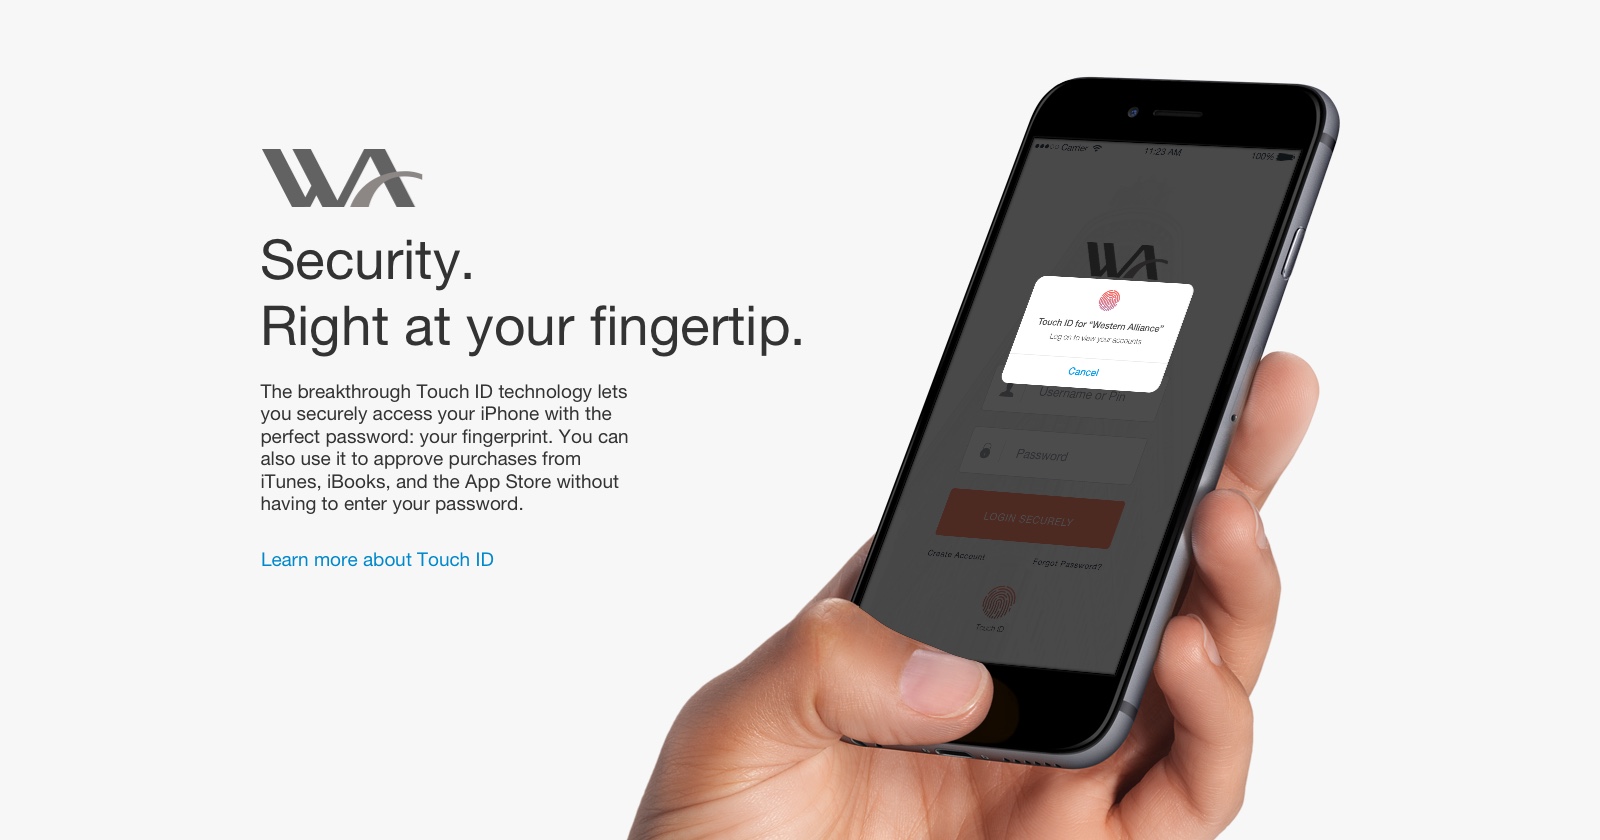 WA
Security.
Right at your fingertip.
The breakthrough Touch ID technology lets
you securely access your iPhone with the
perfect password: your fingerprint. You can
also use it to approve purchases from
iTunes, iBooks, and the App Store without
having to enter your password.
Learn more about Touch ID
Carrier 11:23 AM 100%
WA
Touch ID for “Western Alliance”
Log on to view your accounts
Cancel
Username or Pin
Password
LOGIN SECURELY
Create Account Forgot Password?
Touch ID